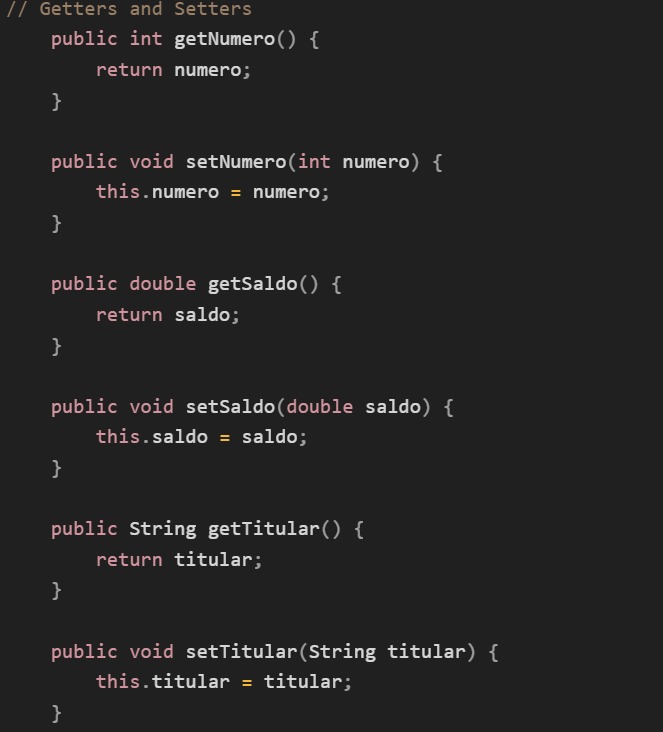 // Getters and Setters
    public int getNumero() {
        return numero;
    }

    public void setNumero(int numero) {
        this.numero = numero;
    }

    public double getSaldo() {
        return saldo;
    }

    public void setSaldo(double saldo) {
        this.saldo = saldo;
    }

    public String getTitular() {
        return titular;
    }

    public void setTitular(String titular) {
        this.titular = titular;
    }